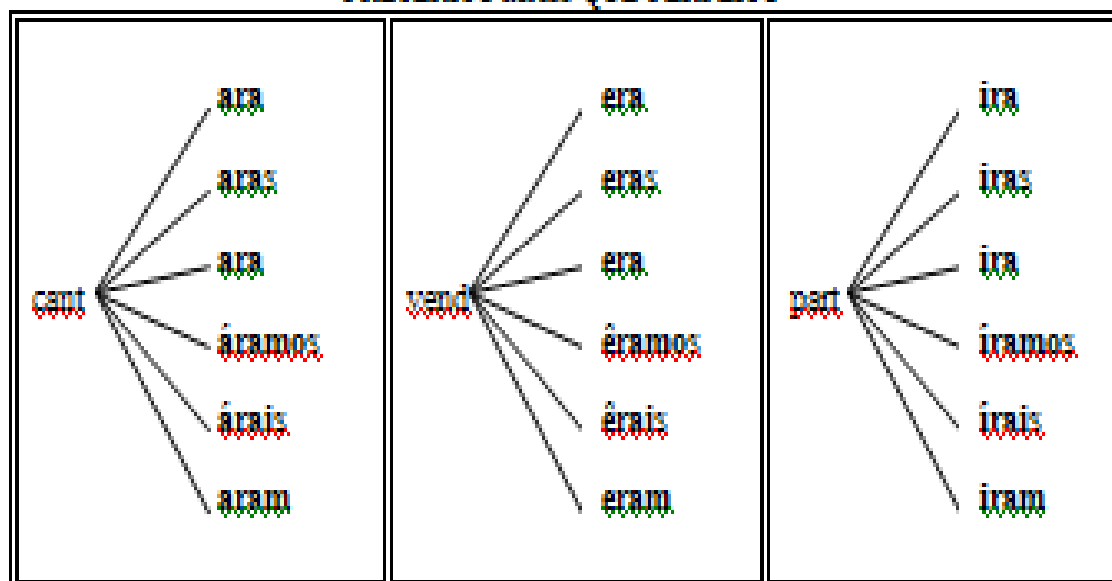 cant
ara
aras
ara
áramos
árais
aram
vend
era
eras
era
êramos
êrais
eram
part
ira
iras
ira
íramos
írais
iram